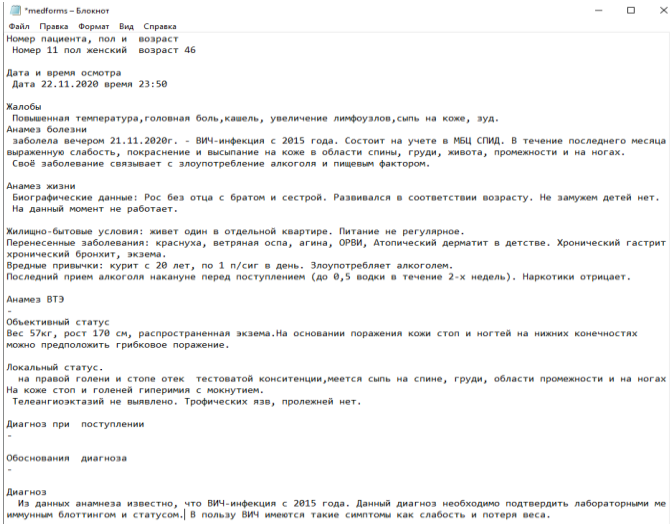 *medforms – Блокнот
Файл Правка Формат Вид Справка
Номер пациента, пол и возраст
Номер 11 пол женский возраст 46
Дата и время осмотра
Дата 22.11.2020 время 23:50
Жалобы
Повышенная температура,головная боль,кашель, увеличение лимфоузлов,сыпь на коже, зуд.
Анамез болезни
заболела вечером 21.11.2020г. - ВИЧ-инфекция с 2015 года. Состоит на учете в МБЦ СПИД. В течение последнего месяца
выраженную слабость, покраснение и высыпание на коже в области спины, груди, живота, промежности и на ногах.
Своё заболевание связывает с злоупотребление алкоголя и пищевым фактором.
Анамез жизни
Биографические данные: Рос без отца с братом и сестрой. Развивался в соответствии возрасту. Не замужем детей нет.
На данный момент не работает.
Жилищно-бытовые условия: живет один в отдельной квартире. Питание не регулярное.
Перенесенные заболевания: краснуха, ветряная оспа, агина, ОРВИ, Атопический дерматит в детстве. Хронический гастрит
хронический бронхит, экзема.
Вредные привычки: курит с 20 лет, по 1 п/сиг в день. Злоупотребляет алкоголем.
Последний прием алкоголя накануне перед поступлением (до 0,5 водки в течение 2-х недель). Наркотики отрицает.
Анамез ВТЭ
-
Объективный статус
Вес 57кг, рост 170 см, распространенная экзема.На основании поражения кожи стоп и ногтей на нижних конечностях
можно предположить грибковое поражение.
Локальный статус.
на правой голени и стопе отек тестоватой конситенции,меется сыпь на спине, груди, области промежности и на ногах
На коже стоп и голеней гиперимия с мокнутием.
Телеангиоэктазий не выявлено. Трофических язв, пролежней нет.
Диагноз при поступлении
-
Обоснования диагноза
-
Диагноз
Из данных анамнеза известно, что ВИЧ-инфекция с 2015 года. Данный диагноз необходимо подтвердить лабораторными ме
иммунным блоттингом и статусом. В пользу ВИЧ имеются такие симптомы как слабость и потеря веса.